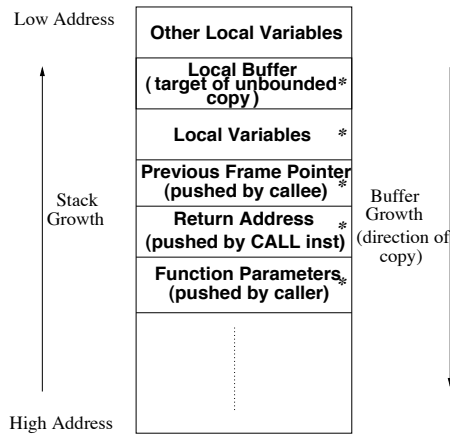 Low Address
Other Local Variables
Local Buffer
( target of unbounded *
copy )
Local Variables *
Previous Frame Pointer
(pushed by callee) *
Return Address *
(pushed by CALL inst)
Function Parameters *
(pushed by caller)
Stack
Growth
Buffer
Growth
(direction of
copy)
High Address